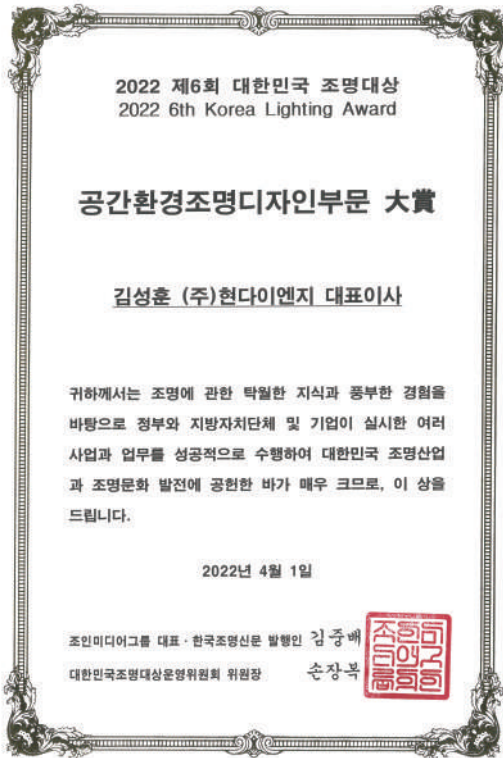 2022 제6회 대한민국 조명대상
2022 6th Korea Lighting Award
공간환경조명디자인부문 大賞
김성훈 (주)현다이엔지 대표이사
귀하께서는 조명에 관한 탁월한 지식과 풍부한 경험을
바탕으로 정부와 지방자치단체 및 기업이 실시한 여러
사업과 업무를 성공적으로 수행하여 대한민국 조명산업
과 조명문화 발전에 공헌한 바가 매우 크므로, 이 상을
드립니다.
2022년 4월 1일
조인미디어그룹 대표 · 한국조명신문 발행인 김중배
대한민국조명대상운영위원회 위원장 손장복